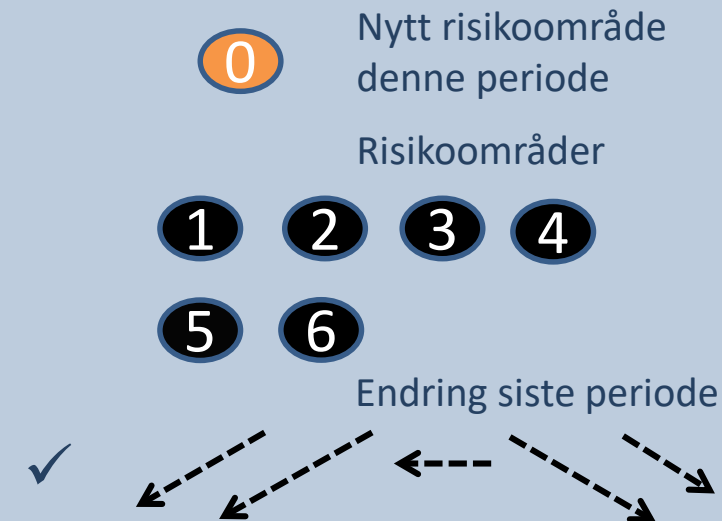 0
Nytt risikoområde
denne periode
Risikoområder
1 2 3 4
5 6
Endring siste periode